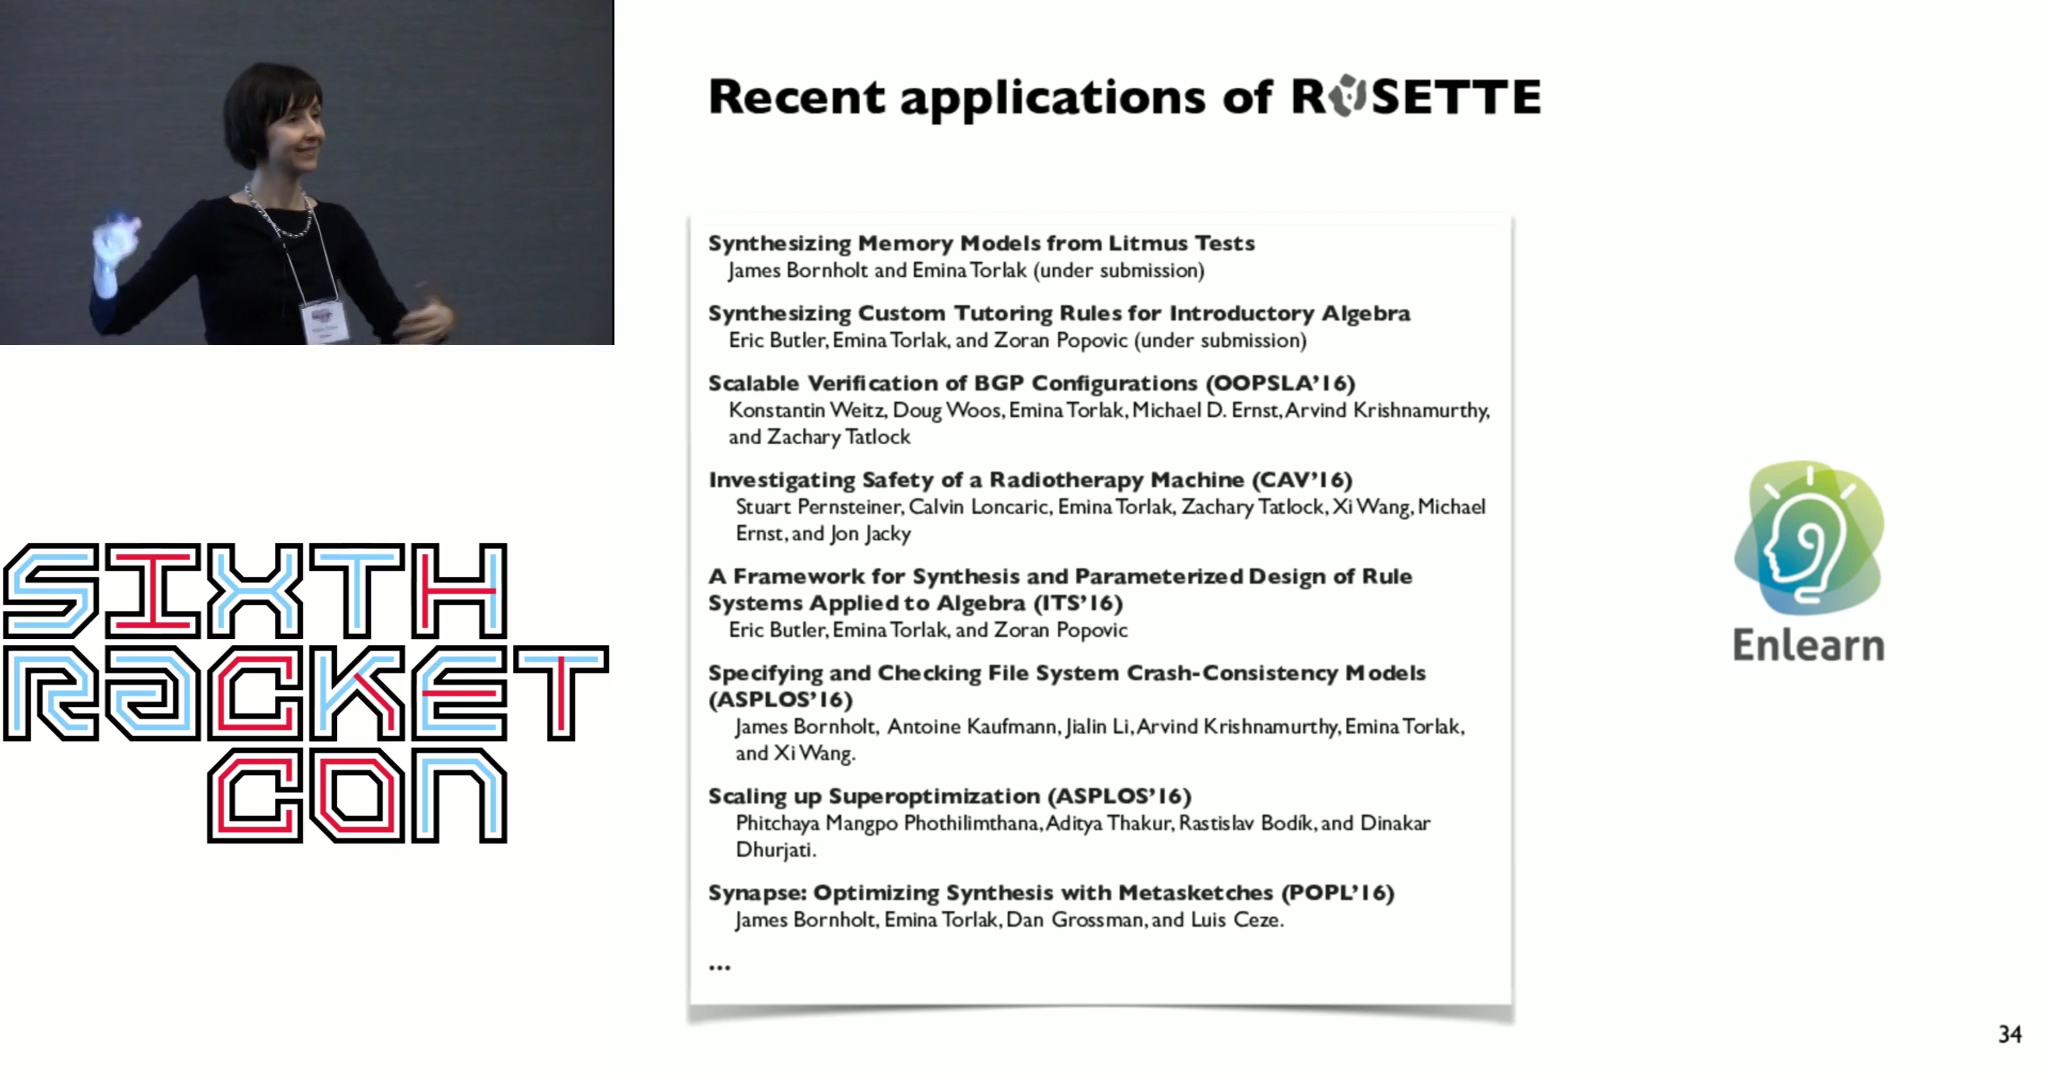 Recent applications of ROSETTE
Synthesizing Memory Models from Litmus Tests
James Bornholt and Emina Torlak (under submission)
Synthesizing Custom Tutoring Rules for Introductory Algebra
Eric Butler, Emina Torlak, and Zoran Popovic (under submission)
Scalable Verification of BGP Configurations (OOPSLA’16)
Konstantin Weitz, Doug Woos, Emina Torlak, Michael D. Ernst, Arvind Krishnamurthy,
and Zachary Tatlock
Investigating Safety of a Radiotherapy Machine (CAV’16)
Stuart Pernsteiner, Calvin Loncaric, Emina Torlak, Zachary Tatlock, Xi Wang, Michael
Ernst, and Jon Jacky
A Framework for Synthesis and Parameterized Design of Rule
Systems Applied to Algebra (ITS’16)
Eric Butler, Emina Torlak, and Zoran Popovic
Specifying and Checking File System Crash-Consistency Models
(ASPLOS’16)
James Bornholt, Antoine Kaufmann, Jialin Li, Arvind Krishnamurthy, Emina Torlak,
and Xi Wang.
Scaling up Superoptimization (ASPLOS’16)
Phitchaya Mangpo Phothilimthana, Aditya Thakur, Rastislav Bodík, and Dinakar
Dhurjati.
Synapse: Optimizing Synthesis with Metasketches (POPL’16)
James Bornholt, Emina Torlak, Dan Grossman, and Luis Ceze.
...
Enlearn
34
SIXTH
RACKET
CON